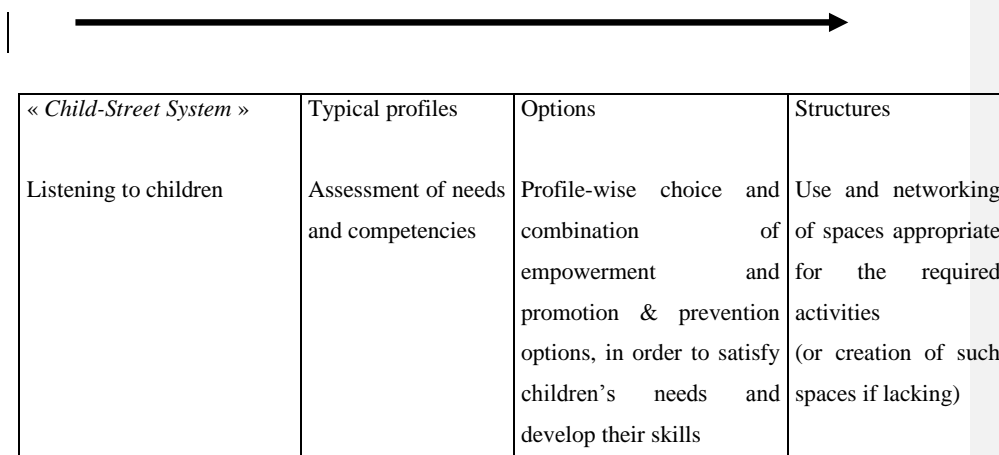 « Child-Street System »
Typical profiles
Options
Structures
Listening to children
Assessment of needs
and competencies
Profile-wise choice and
combination of
empowerment and
promotion & prevention
options, in order to satisfy
children’s needs and
develop their skills
Use and networking
of spaces appropriate
for the required
activities
(or creation of such
spaces if lacking)